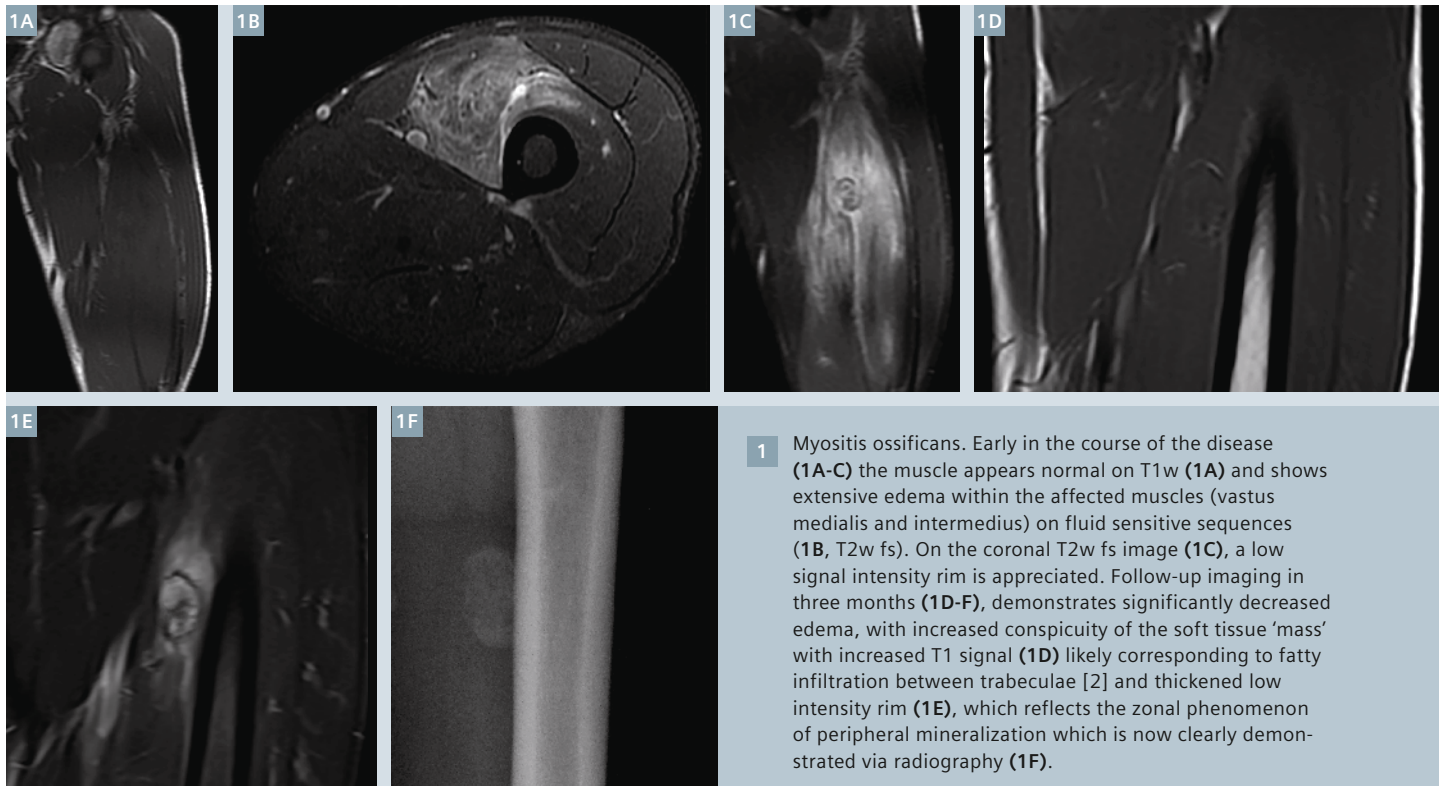 1A
1B
1C
1D
1E
1F
1
Myositis ossificans. Early in the course of the disease
(1A-C) the muscle appears normal on T1w (1A) and shows
extensive edema within the affected muscles (vastus
medialis and intermedius) on fluid sensitive sequences
(1B, T2w fs). On the coronal T2w fs image (1C), a low
signal intensity rim is appreciated. Follow-up imaging in
three months (1D-F), demonstrates significantly decreased
edema, with increased conspicuity of the soft tissue ‘mass’
with increased T1 signal (1D) likely corresponding to fatty
infiltration between trabeculae [2] and thickened low
intensity rim (1E), which reflects the zonal phenomenon
of peripheral mineralization which is now clearly demon-
strated via radiography (1F).